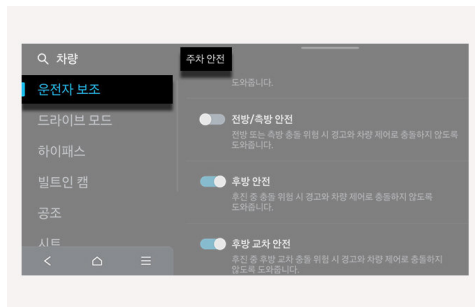 차량
주차 안전
운전자 보조
도와줍니다.
드라이브 모드
전방/측방 안전
전방 또는 측방 충돌 위험 시 경고와 차량 제어로 충돌하지 않도록
도와줍니다.
하이패스
빌트인 캠
후방 안전
후진 중 충돌 위험 시 경고와 차량 제어로 충돌하지 않도록
도와줍니다.
공조
시트
후방 교차 안전
후진 중 후방 교차 충돌 위험 시 경고와 차량 제어로 충돌하지
않도록 도와줍니다.